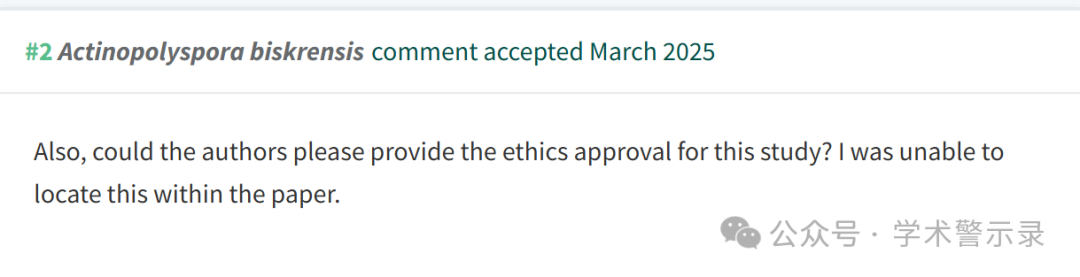 #2 Actinopolyspora biskrensis comment accepted March 2025
Also, could the authors please provide the ethics approval for this study? I was unable to
locate this within the paper.
公众号 · 学术警示录